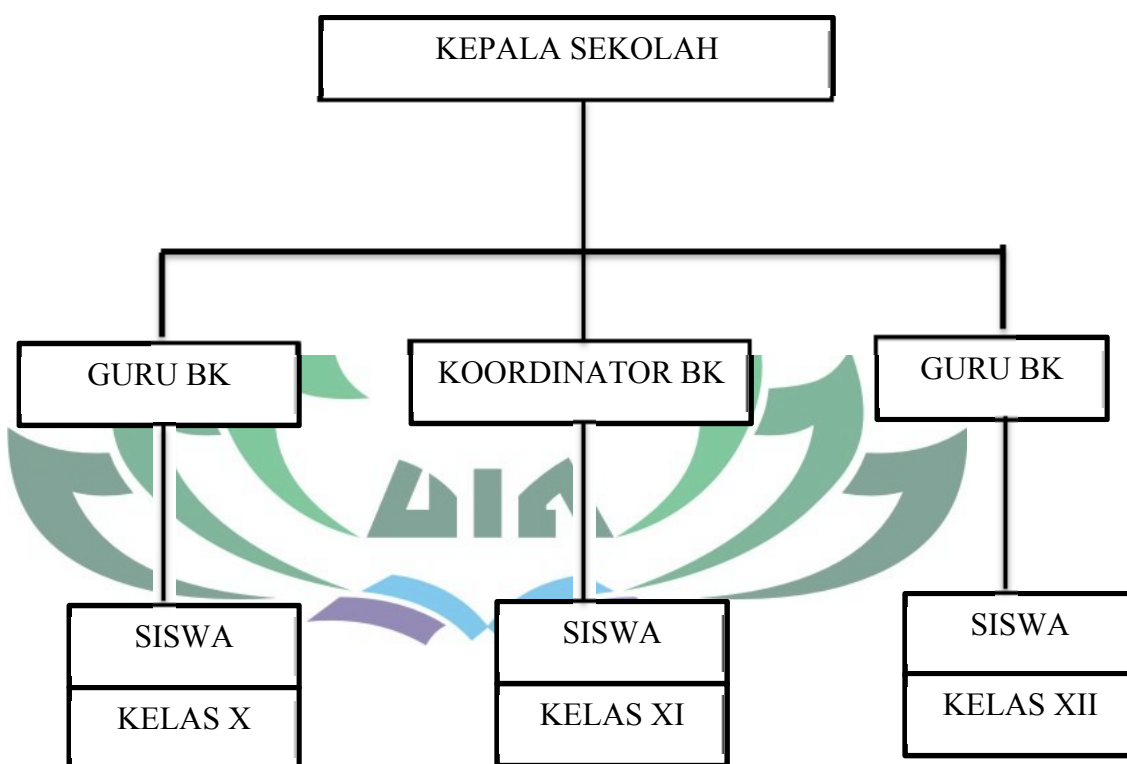 KEPALA SEKOLAH
GURU BK
KOORDINATOR BK
GURU BK
SISWA
KELAS X
SISWA
KELAS XI
SISWA
KELAS XII